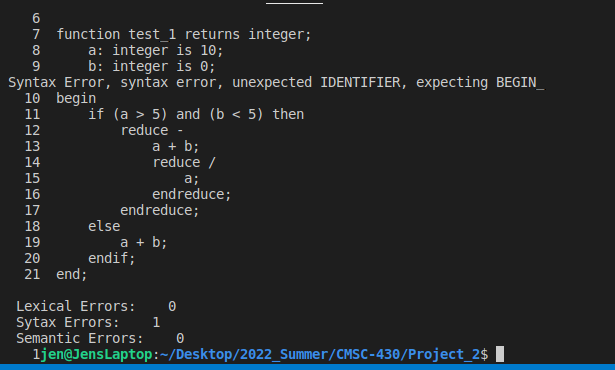 6
7  function test_1 returns integer;
8      a: integer is 10;
9      b: integer is 0;
Syntax Error, syntax error, unexpected IDENTIFIER, expecting BEGIN_
10  begin
11      if (a > 5) and (b < 5) then
12          reduce -
13              a + b;
14              reduce /
15                  a;
16              endreduce;
17          endreduce;
18      else
19          a + b;
20      endif;
21  end;
Lexical Errors:    0
Sytax Errors:    1
Semantic Errors:    0
1jen@JensLaptop:~/Desktop/2022_Summer/CMSC-430/Project_2$